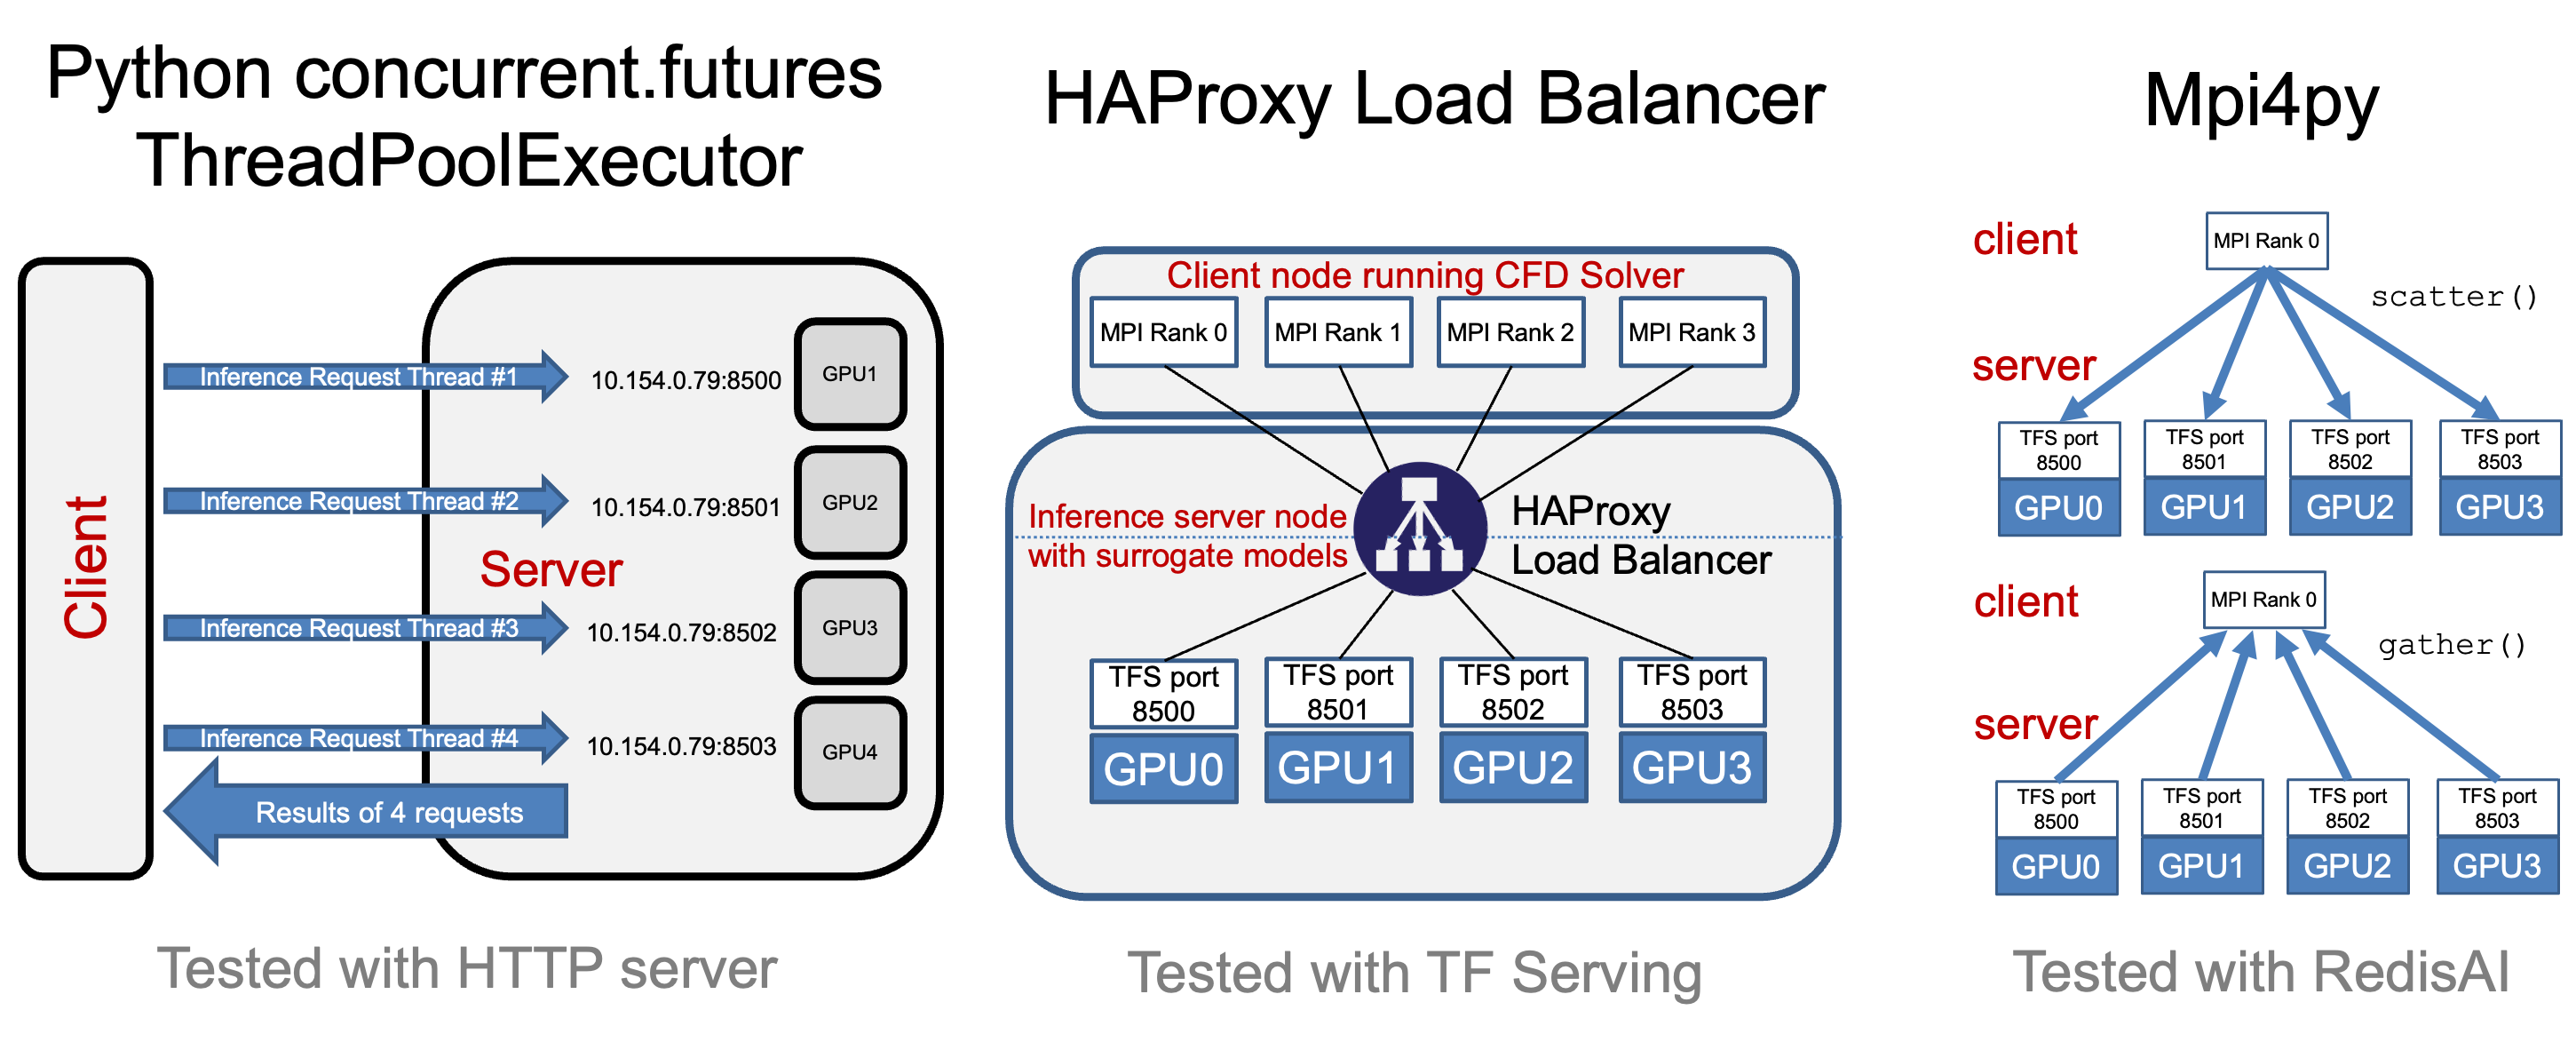 Python concurrent.futures
ThreadPoolExecutor
Client
Inference Request Thread #1
10.154.0.79:8500
GPU1
Inference Request Thread #2
10.154.0.79:8501
GPU2
Server
Inference Request Thread #3
10.154.0.79:8502
GPU3
Inference Request Thread #4
10.154.0.79:8503
GPU4
Results of 4 requests
Tested with HTTP server
HAProxy Load Balancer
Client node running CFD Solver
MPI Rank 0
MPI Rank 1
MPI Rank 2
MPI Rank 3
Inference server node
with surrogate models
HAProxy
Load Balancer
TFS port
8500
GPU0
TFS port
8501
GPU1
TFS port
8502
GPU2
TFS port
8503
GPU3
Tested with TF Serving
Mpi4py
client
MPI Rank 0
scatter()
server
TFS port
8500
GPU0
TFS port
8501
GPU1
TFS port
8502
GPU2
TFS port
8503
GPU3
client
MPI Rank 0
gather()
server
TFS port
8500
GPU0
TFS port
8501
GPU1
TFS port
8502
GPU2
TFS port
8503
GPU3
Tested with RedisAI